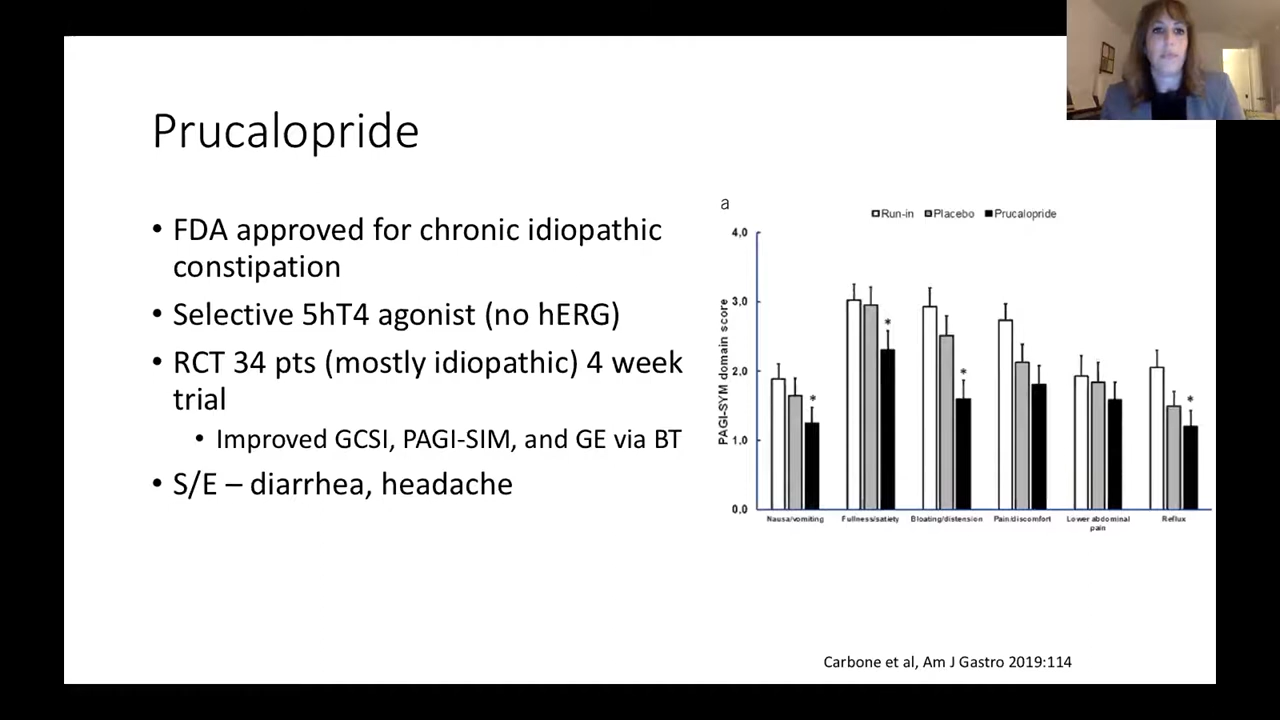 Prucalopride
• FDA approved for chronic idiopathic
constipation
• Selective 5hT4 agonist (no hERG)
• RCT 34 pts (mostly idiopathic) 4 week
trial
• Improved GCSI, PAGI-SIM, and GE via BT
• S/E – diarrhea, headache
a
Run-in Placebo Prucalopride
PAGI-SYM domain score
4,0
3,0
2,0
1,0
0,0
* * * *
Nausa/vomiting Fullness/satiety Bloating/distension Pain/discomfort Lower abdominal Reflux
pain
Carbone et al, Am J Gastro 2019:114